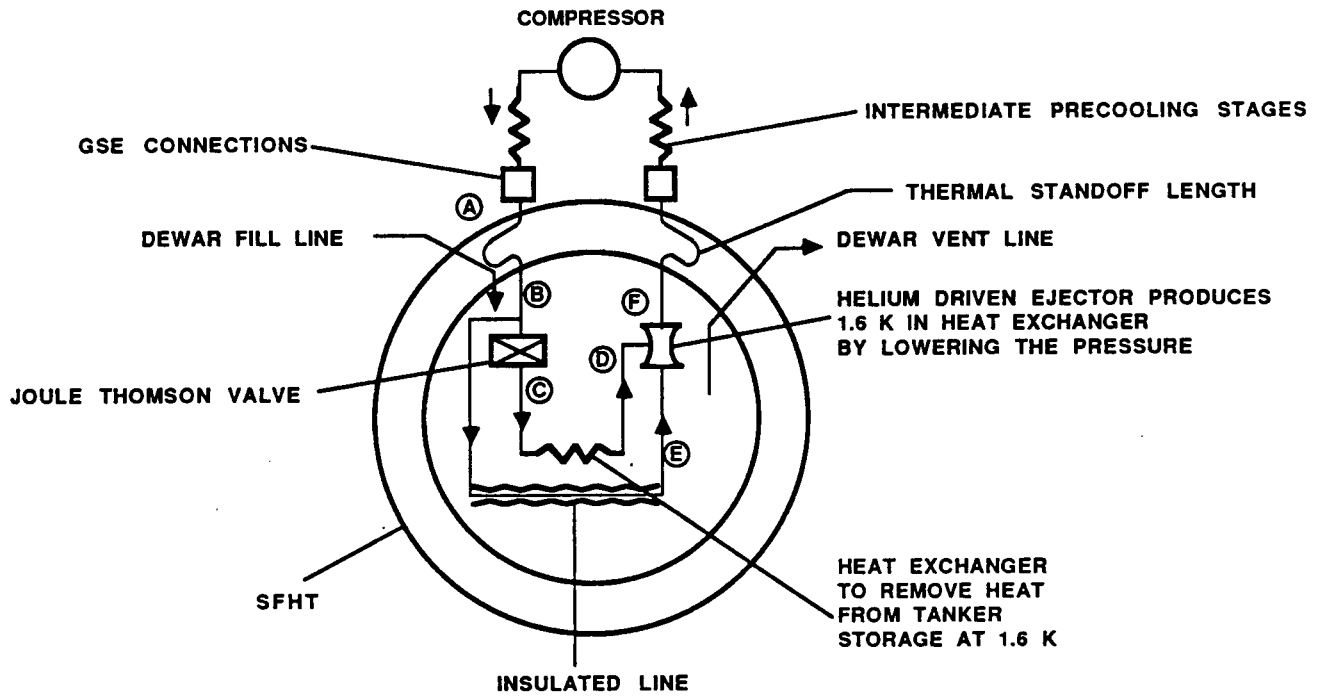 COMPRESSOR
INTERMEDIATE PRECOOLING STAGES
GSE CONNECTIONS
A
THERMAL STANDOFF LENGTH
DEWAR FILL LINE
DEWAR VENT LINE
B
F
HELIUM DRIVEN EJECTOR PRODUCES
1.6 K IN HEAT EXCHANGER
BY LOWERING THE PRESSURE
D
JOULE THOMSON VALVE
C
E
HEAT EXCHANGER
TO REMOVE HEAT
FROM TANKER
STORAGE AT 1.6 K
SFHT
INSULATED LINE